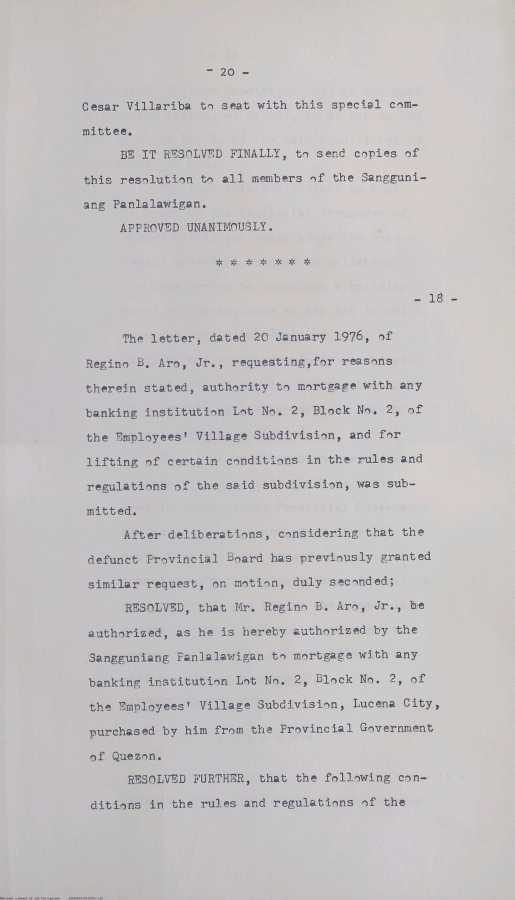 - 20 -
Cesar Villariba to seat with this special com-
mittee.
BE IT RESOLVED FINALLY, to send copies of
this resolution to all members of the Sangguni-
ang Panlalawigan.
APPROVED UNANIMOUSLY.
* * * * * * *
- 18 -
The letter, dated 20 January 1976, of
Regino B. Aro, Jr., requesting,for reasons
therein stated, authority to mortgage with any
banking institution Lot No. 2, Block No. 2, of
the Employees' Village Subdivision, and for
lifting of certain conditions in the rules and
regulations of the said subdivision, was sub-
mitted.
After deliberations, considering that the
defunct Provincial Board has previously granted
similar request, on motion, duly seconded;
RESOLVED, that Mr. Regino B. Aro, Jr., be
authorized, as he is hereby authorized by the
Sangguniang Panlalawigan to mortgage with any
banking institution Lot No. 2, Block No. 2, of
the Employees' Village Subdivision, Lucena City,
purchased by him from the Provincial Government
of Quezon.
RESOLVED FURTHER, that the following con-
ditions in the rules and regulations of the